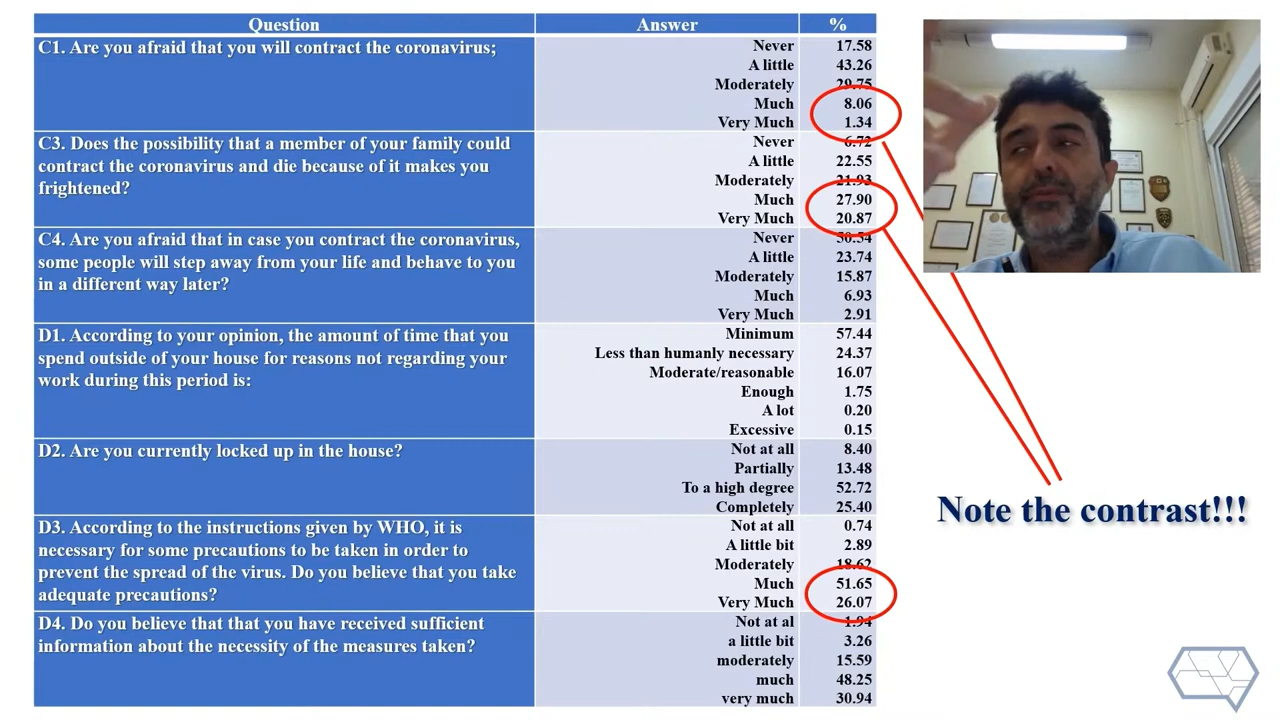 Question Answer %
C1. Are you afraid that you will contract the coronavirus;
Never 17.58
A little 43.26
Moderately 29.75
Much 8.06
Very Much 1.34
C3. Does the possibility that a member of your family could
contract the coronavirus and die because of it makes you
frightened?
Never 6.72
A little 22.55
Moderately 21.93
Much 27.90
Very Much 20.87
C4. Are you afraid that in case you contract the coronavirus,
some people will step away from your life and behave to you
in a different way later?
Never 50.54
A little 23.74
Moderately 15.87
Much 6.93
Very Much 2.91
D1. According to your opinion, the amount of time that you
spend outside of your house for reasons not regarding your
work during this period is:
Minimum 57.44
Less than humanly necessary 24.37
Moderate/reasonable 16.07
Enough 1.75
A lot 0.20
Excessive 0.15
D2. Are you currently locked up in the house?
Not at all 8.40
Partially 13.48
To a high degree 52.72
Completely 25.40
D3. According to the instructions given by WHO, it is
necessary for some precautions to be taken in order to
prevent the spread of the virus. Do you believe that you take
adequate precautions?
Not at all 0.74
A little bit 2.89
Moderately 18.62
Much 51.65
Very Much 26.07
D4. Do you believe that that you have received sufficient
information about the necessity of the measures taken?
Not at al 1.94
a little bit 3.26
moderately 15.59
much 48.25
very much 30.94
Note the contrast!!!